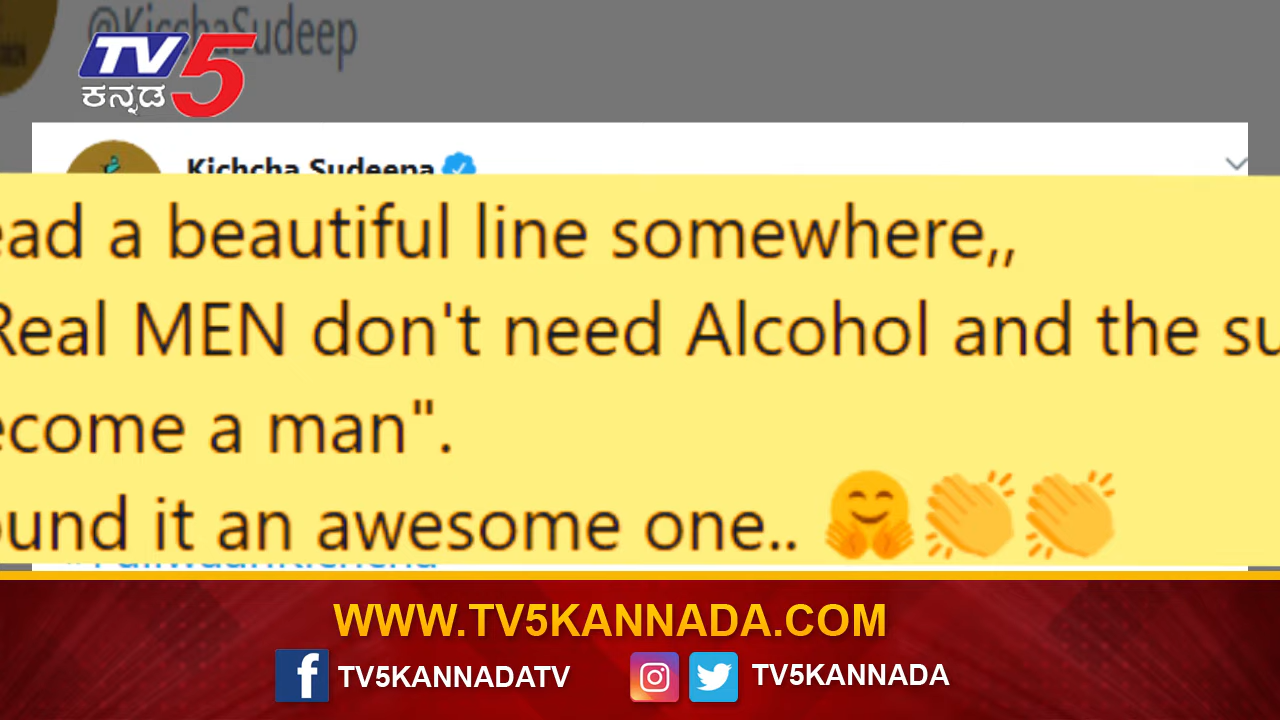 @KicchaSudeep
TV5
ಕನ್ನಡ
Kichcha Sudeepa
ead a beautiful line somewhere,,
Real MEN don't need Alcohol and the su
ecome a man".
ound it an awesome one..
WWW.TV5KANNADA.COM
TV5KANNADATV
TV5KANNADA